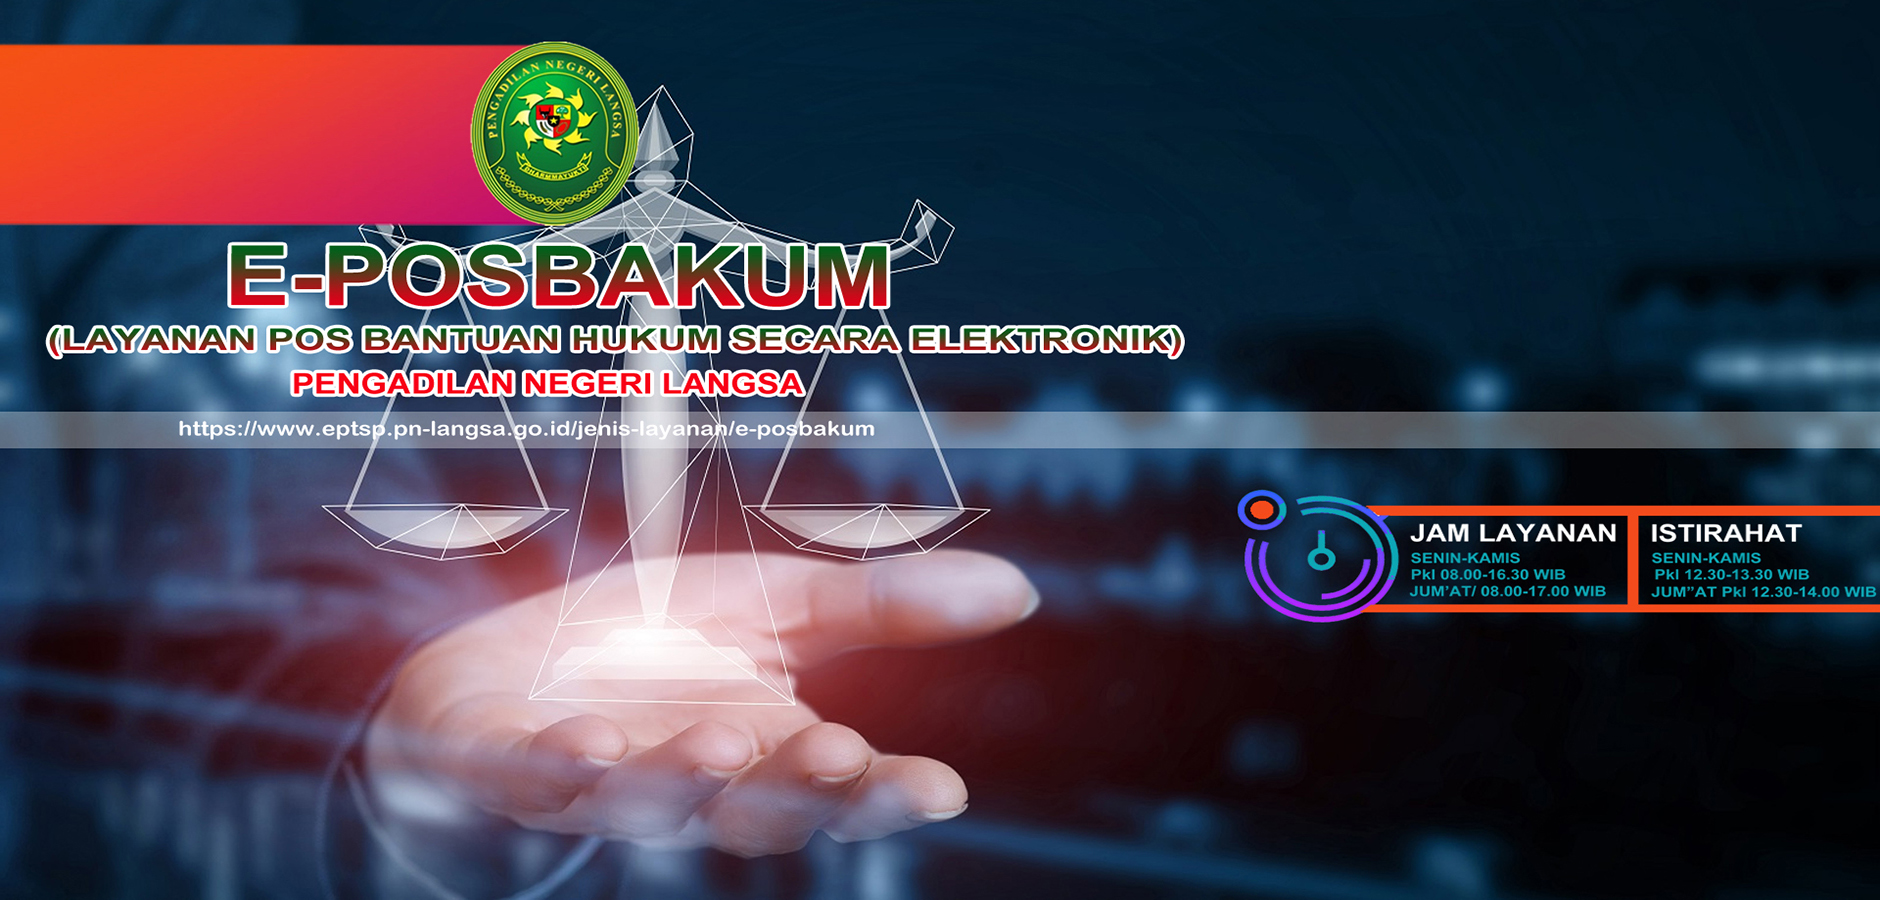 PENGADILAN NEGERI LANGSA
DHARMMAYUKTI
E-POSBAKUM
(LAYANAN POS BANTUAN HUKUM SECARA ELEKTRONIK)
PENGADILAN NEGERI LANGSA
https://www.eptsp.pn-langsa.go.id/jenis-layanan/e-posbakum
JAM LAYANAN
SENIN-KAMIS
Pkl 08.00-16.30 WIB
JUM'AT/ 08.00-17.00 WIB
ISTIRAHAT
SENIN-KAMIS
Pkl 12.30-13.30 WIB
JUM"AT Pkl 12.30-14.00 WIB